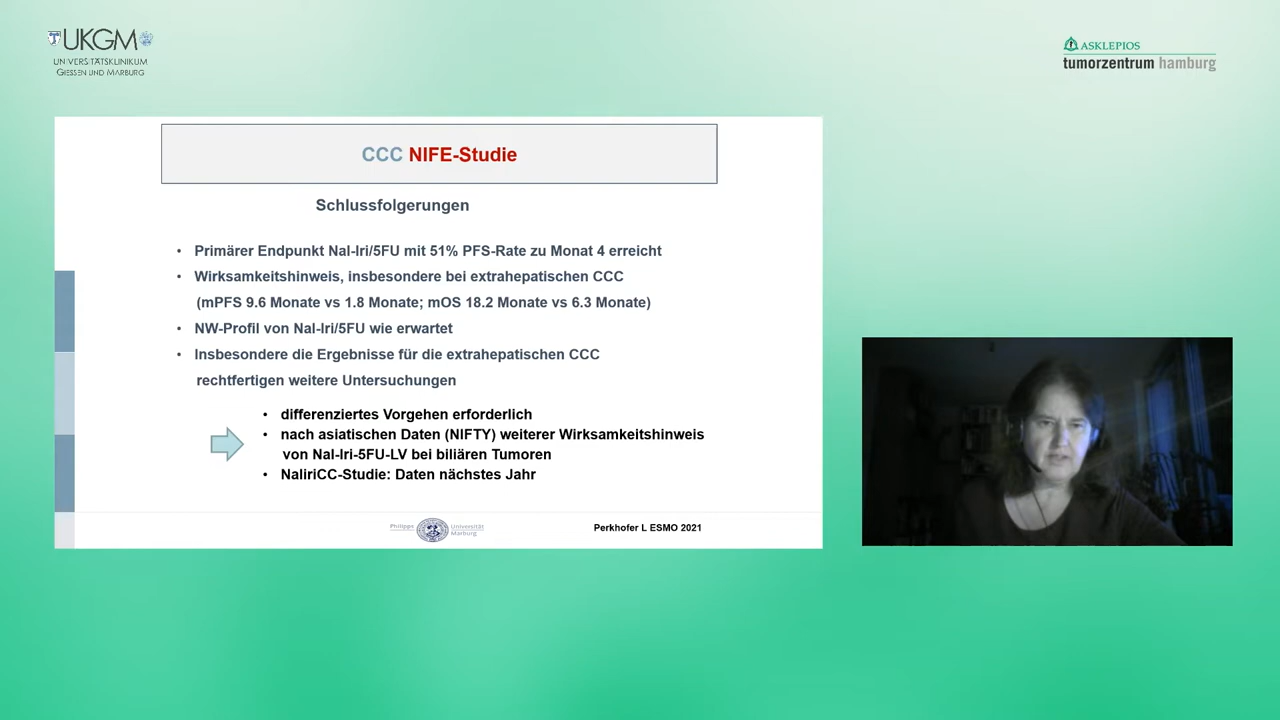 UKGM
UNIVERSITÄTSKLINIKUM
GIESSEN UND MARBURG
ASKLEPIOS
tumorzentrum hamburg
CCC NIFE-Studie
Schlussfolgerungen
• Primärer Endpunkt Nal-Iri/5FU mit 51% PFS-Rate zu Monat 4 erreicht
• Wirksamkeitshinweis, insbesondere bei extrahepatischen CCC
(mPFS 9.6 Monate vs 1.8 Monate; mOS 18.2 Monate vs 6.3 Monate)
• NW-Profil von Nal-Iri/5FU wie erwartet
• Insbesondere die Ergebnisse für die extrahepatischen CCC
rechtfertigen weitere Untersuchungen
• differenziertes Vorgehen erforderlich
• nach asiatischen Daten (NIFTY) weiterer Wirksamkeitshinweis
von Nal-Iri-5FU-LV bei biliären Tumoren
• NaliriCC-Studie: Daten nächstes Jahr
Philipps Universität
Marburg
Perkhofer L ESMO 2021